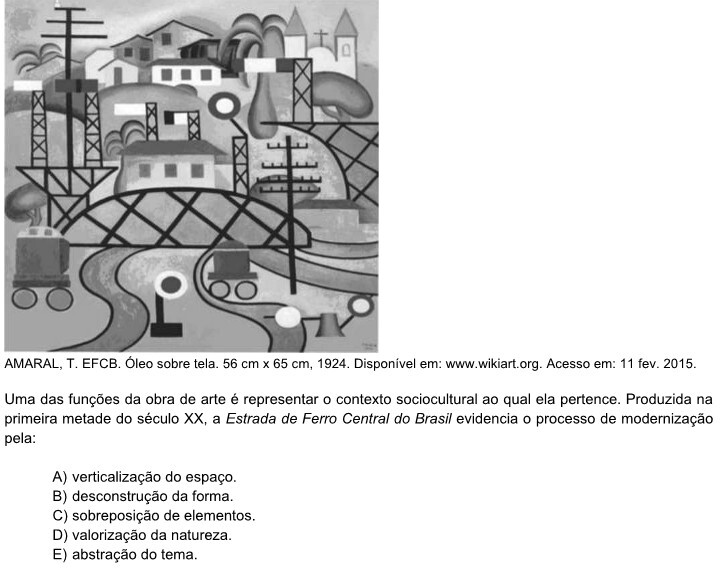 AMARAL, T. EFCB. Óleo sobre tela. 56 cm x 65 cm, 1924. Disponível em: www.wikiart.org. Acesso em: 11 fev. 2015.
Uma das funções da obra de arte é representar o contexto sociocultural ao qual ela pertence. Produzida na
primeira metade do século XX, a Estrada de Ferro Central do Brasil evidencia o processo de modernização
pela:
A) verticalização do espaço.
B) desconstrução da forma.
C) sobreposição de elementos.
D) valorização da natureza.
E) abstração do tema.